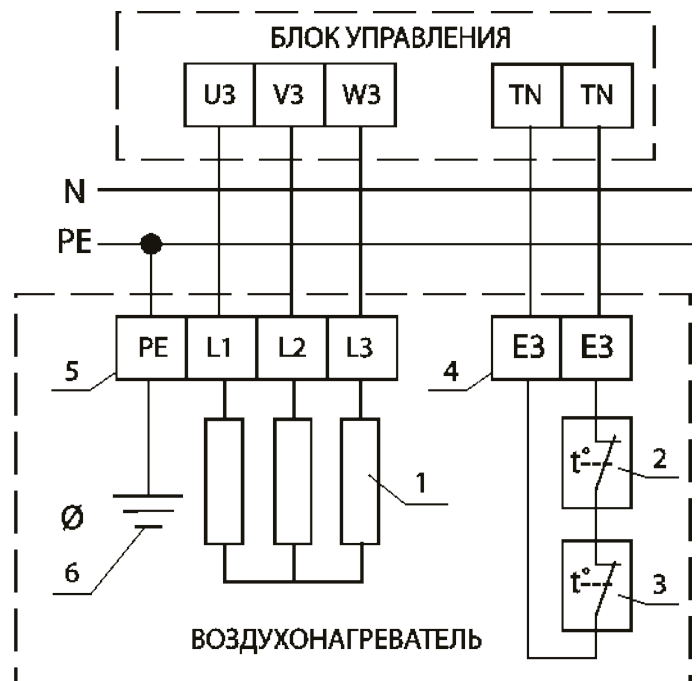 БЛОК УПРАВЛЕНИЯ
U3 V3 W3 TN TN
N
PE
PE L1 L2 L3 E3 E3
5 4
1 t° 2
Ø
6 t° 3
ВОЗДУХОНАГРЕВАТЕЛЬ